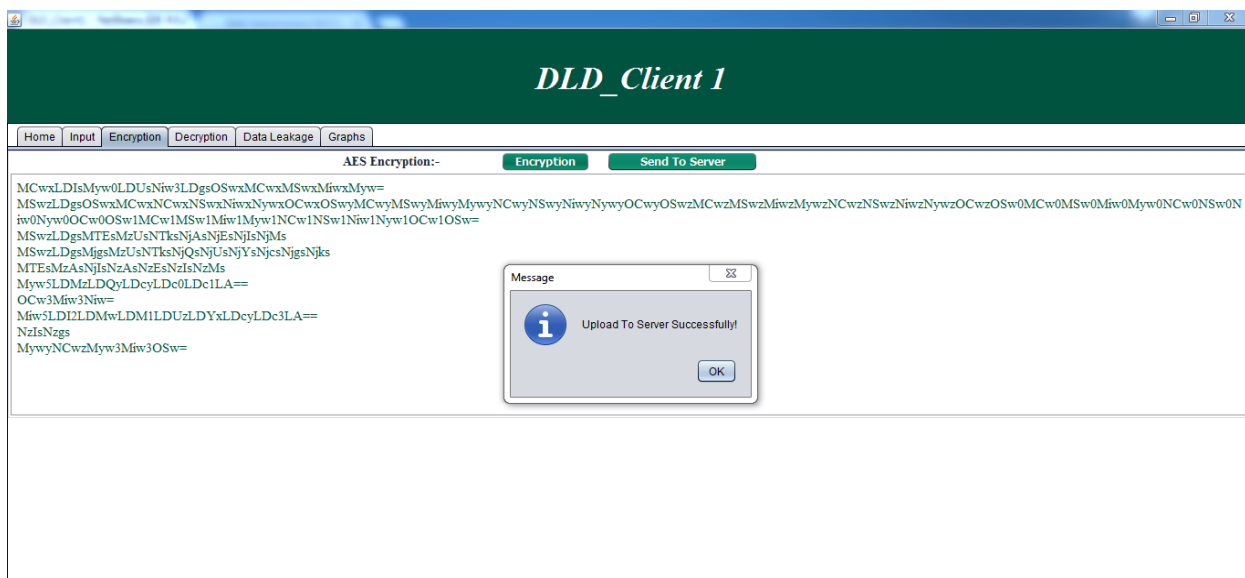 DLD_Client 1
Home Input Encryption Decryption Data Leakage Graphs
AES Encryption:- Encryption Send To Server
MCwxLDIsMyw0LDUsNiw3LDgsOSwxMCwxMSwxMiwxMyw=
MSwzLDgsOSwxMCwxNCwxNSwxNiwxNywxOCwxOSwyMCwyMSwyMiwyMywyNCwyNSwyNiwyNywyOCwyOSwzMCwzMSwzMiwzMywzNCwzNSwzNiwzNywzOCwzOSw0MCw0MSw0Miw0Myw0NCw0NSw0N
iw0Nyw0OCw0OSw1MCw1MSw1Miw1Myw1NCw1NSw1Niw1Nyw1OCw1OSw=
MSwzLDgsMTEsMzUsNTksNjAsNjEsNjIsNjMs
MSwzLDgsMjgsMzUsNTksNjQsNjUsNjYsNjcsNjgsNjks
MTEsMzAsNjIsNzAsNzEsNzIsNzMs
Myw5LDMzLDQyLDcyLDc0LDc1LA==
OCw3Miw3Niw=
Miw5LDI2LDMwLDM1LDUzLDYxLDcyLDc3LA==
NzIsNzgs
MywyNCwzMyw3Miw3OSw=
Message
Upload To Server Successfully!
OK